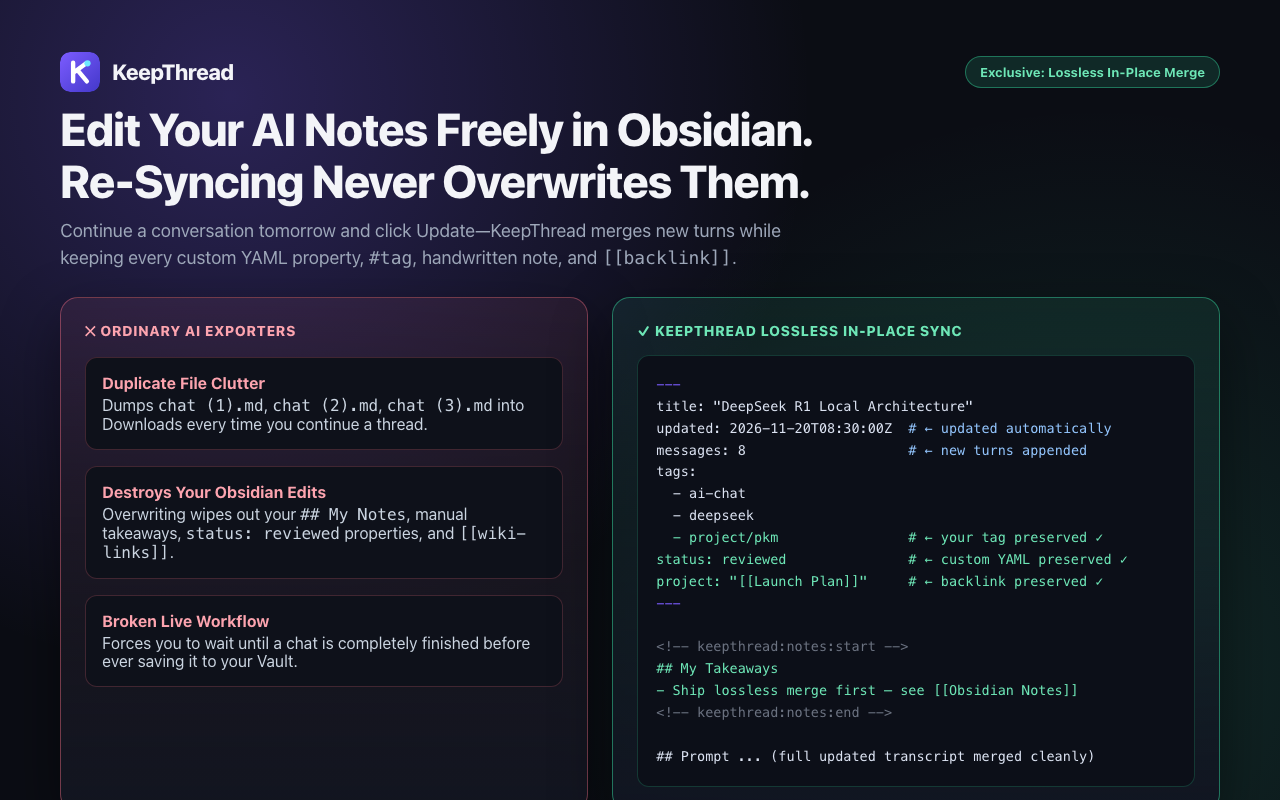 KeepThread
Exclusive: Lossless In-Place Merge
Edit Your AI Notes Freely in Obsidian.
Re-Syncing Never Overwrites Them.
Continue a conversation tomorrow and click Update—KeepThread merges new turns while
keeping every custom YAML property, #tag, handwritten note, and [[backlink]].
✕ ORDINARY AI EXPORTERS
Duplicate File Clutter
Dumps chat (1).md, chat (2).md, chat (3).md into
Downloads every time you continue a thread.
Destroys Your Obsidian Edits
Overwriting wipes out your ## My Notes, manual
takeaways, status: reviewed properties, and [[wiki-
links]].
Broken Live Workflow
Forces you to wait until a chat is completely finished before
ever saving it to your Vault.
✓ KEEPTHREAD LOSSLESS IN-PLACE SYNC
---
title: "DeepSeek R1 Local Architecture"
updated: 2026-11-20T08:30:00Z  # ← updated automatically
messages: 8                    # ← new turns appended
tags:
  - ai-chat
  - deepseek
  - project/pkm                # ← your tag preserved ✓
status: reviewed               # ← custom YAML preserved ✓
project: "[[Launch Plan]]"     # ← backlink preserved ✓
---
<!-- keepthread:notes:start -->
## My Takeaways
- Ship lossless merge first — see [[Obsidian Notes]]
<!-- keepthread:notes:end -->
## Prompt ... (full updated transcript merged cleanly)